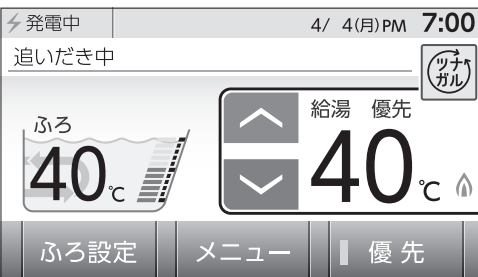 発電中 4/ 4(月)PM 7:00
追いだき中
ツナ
ガル
ふろ
40℃
給湯 優先
40℃
ふろ設定 メニュー 優先